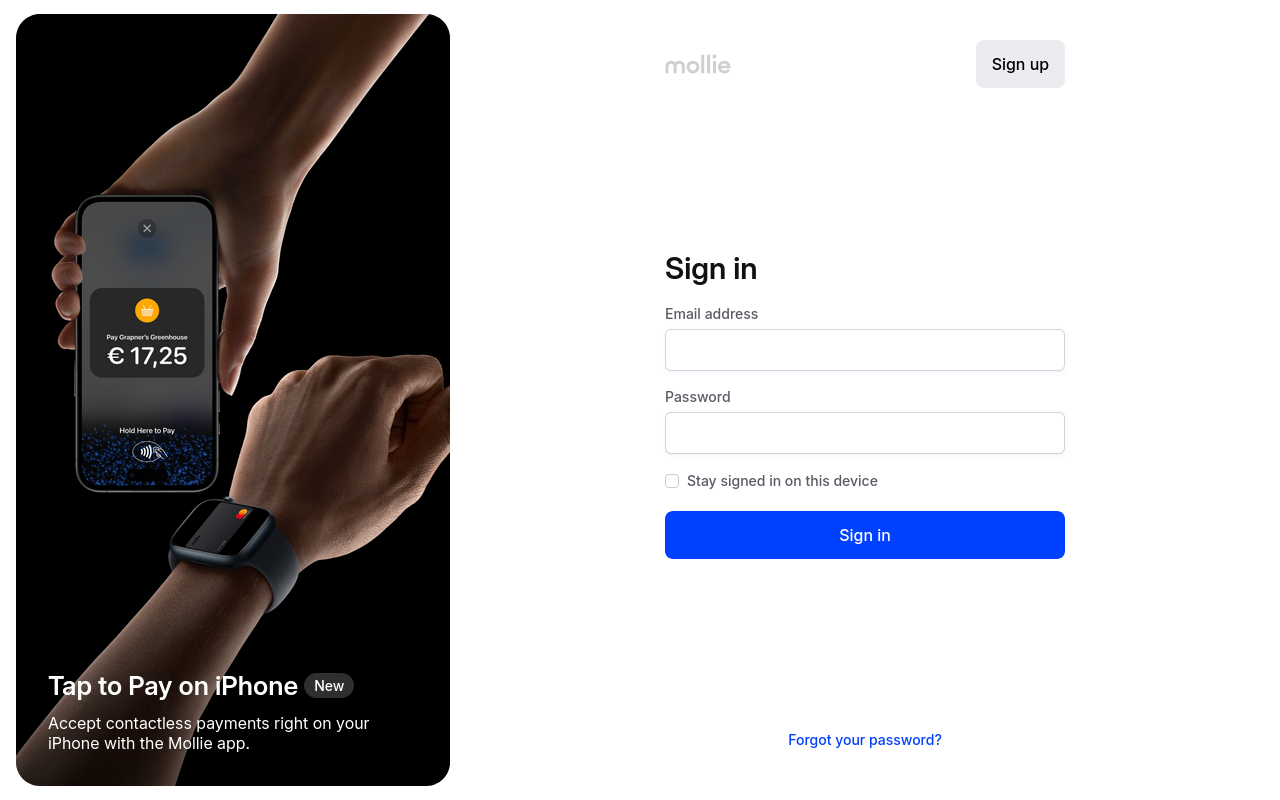 mollie
Sign up
Pay Grapner's Greenhouse
€ 17,25
Hold Here to Pay
Tap to Pay on iPhone New
Accept contactless payments right on your
iPhone with the Mollie app.
Sign in
Email address
Password
Stay signed in on this device
Sign in
Forgot your password?